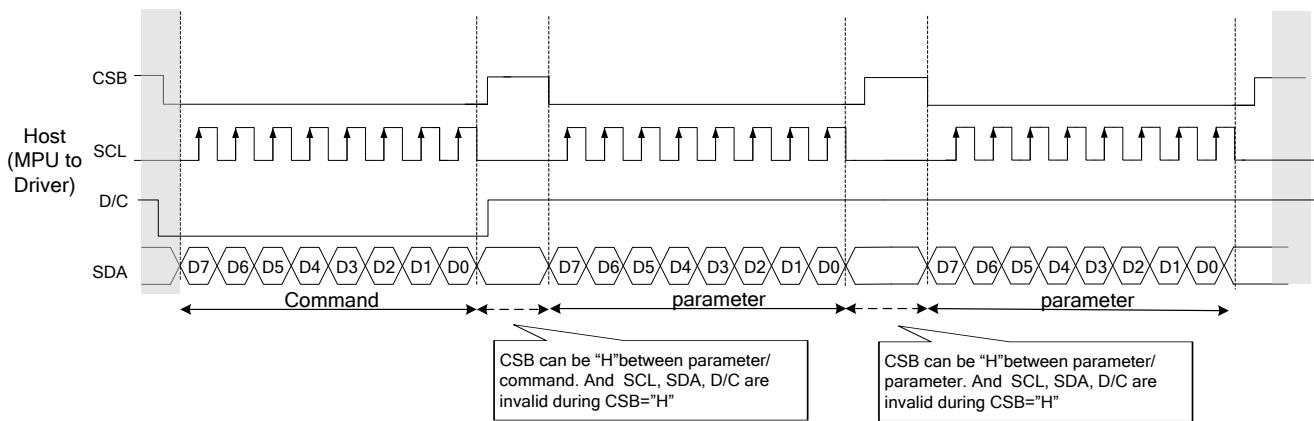 CSB
Host
(MPU to
Driver)
SCL
D/C
SDA
D7 D6 D5 D4 D3 D2 D1 D0 D7 D6 D5 D4 D3 D2 D1 D0 D7 D6 D5 D4 D3 D2 D1 D0
Command parameter parameter
CSB can be “H”between parameter/
command. And SCL, SDA, D/C are
invalid during CSB=”H”
CSB can be “H”between parameter/
parameter. And SCL, SDA, D/C are
invalid during CSB=”H”